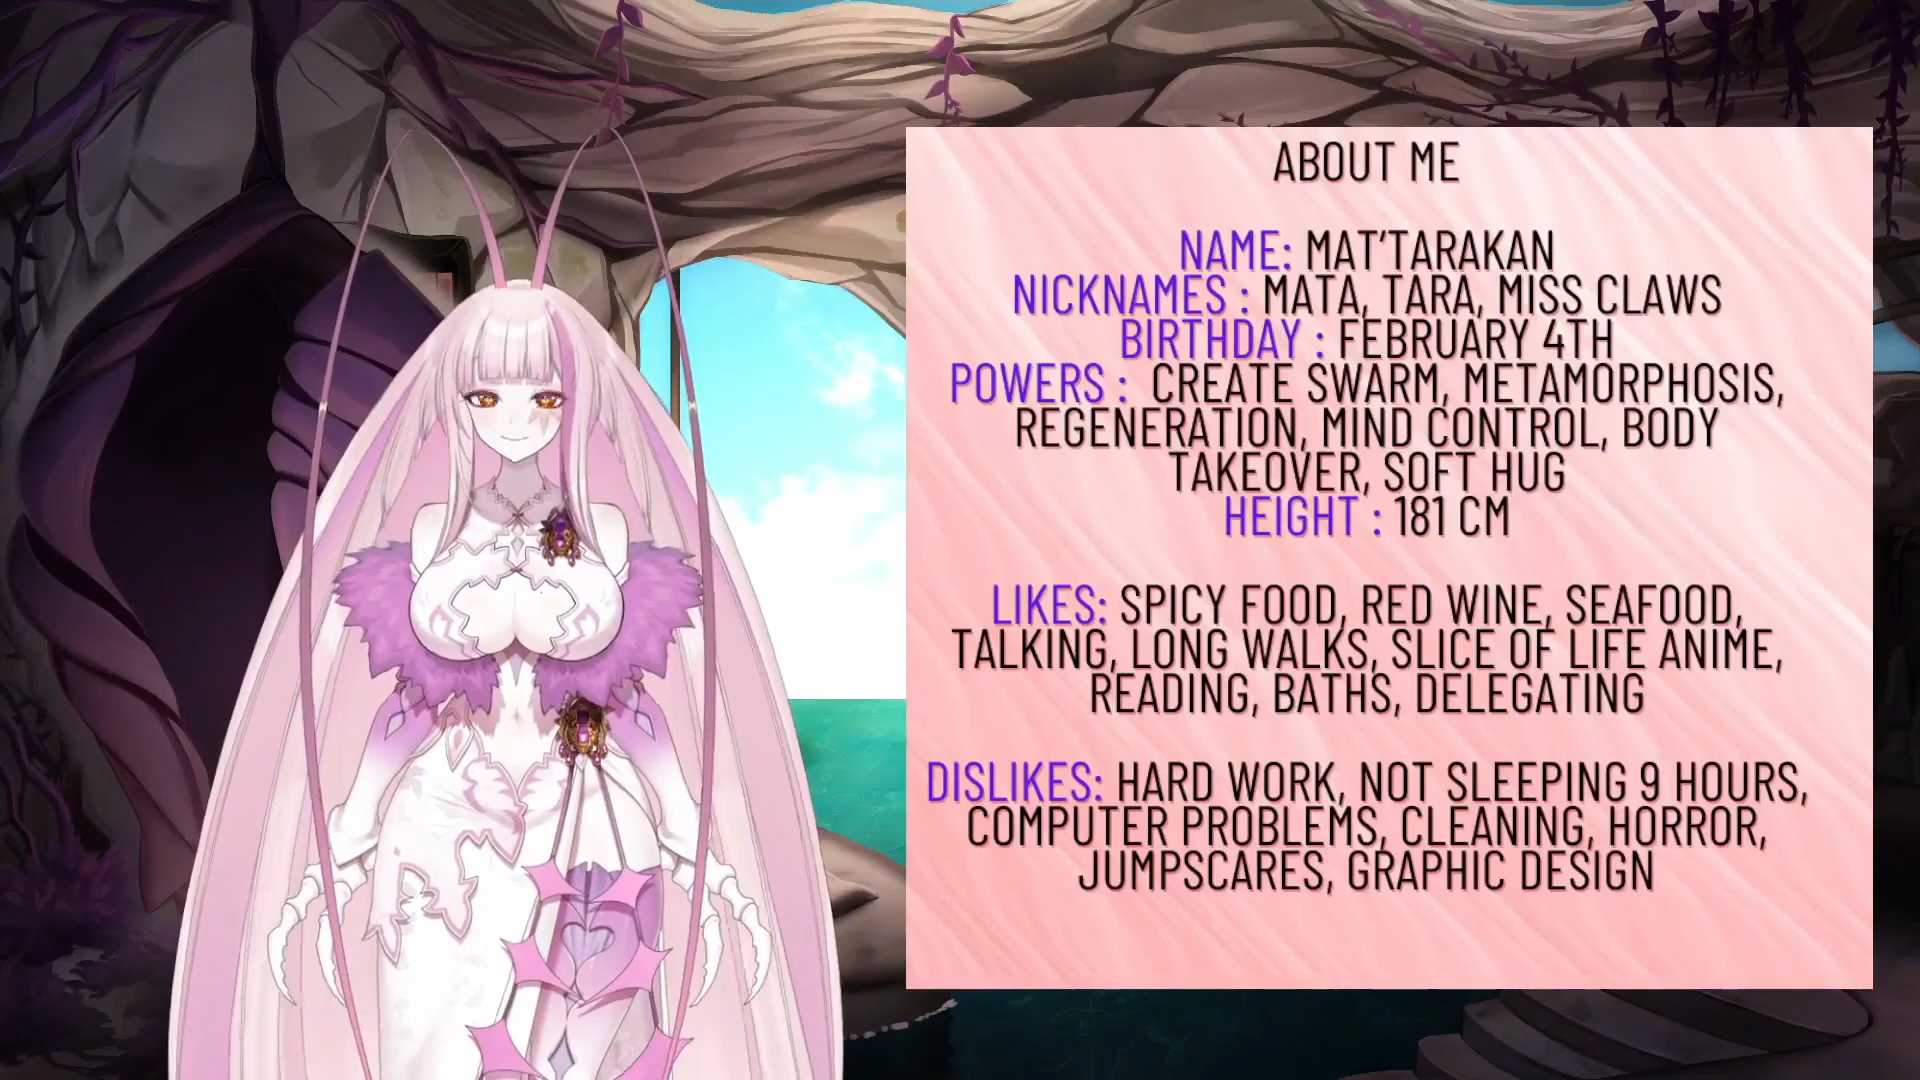 ABOUT ME
NAME: MAT'TARAKAN
NICKNAMES : MATA, TARA, MISS CLAWS
BIRTHDAY : FEBRUARY 4TH
POWERS : CREATE SWARM, METAMORPHOSIS,
REGENERATION, MIND CONTROL, BODY
TAKEOVER, SOFT HUG
HEIGHT : 181 CM
LIKES: SPICY FOOD, RED WINE, SEAFOOD,
TALKING, LONG WALKS, SLICE OF LIFE ANIME,
READING, BATHS, DELEGATING
DISLIKES: HARD WORK, NOT SLEEPING 9 HOURS,
COMPUTER PROBLEMS, CLEANING, HORROR,
JUMPSCARES, GRAPHIC DESIGN